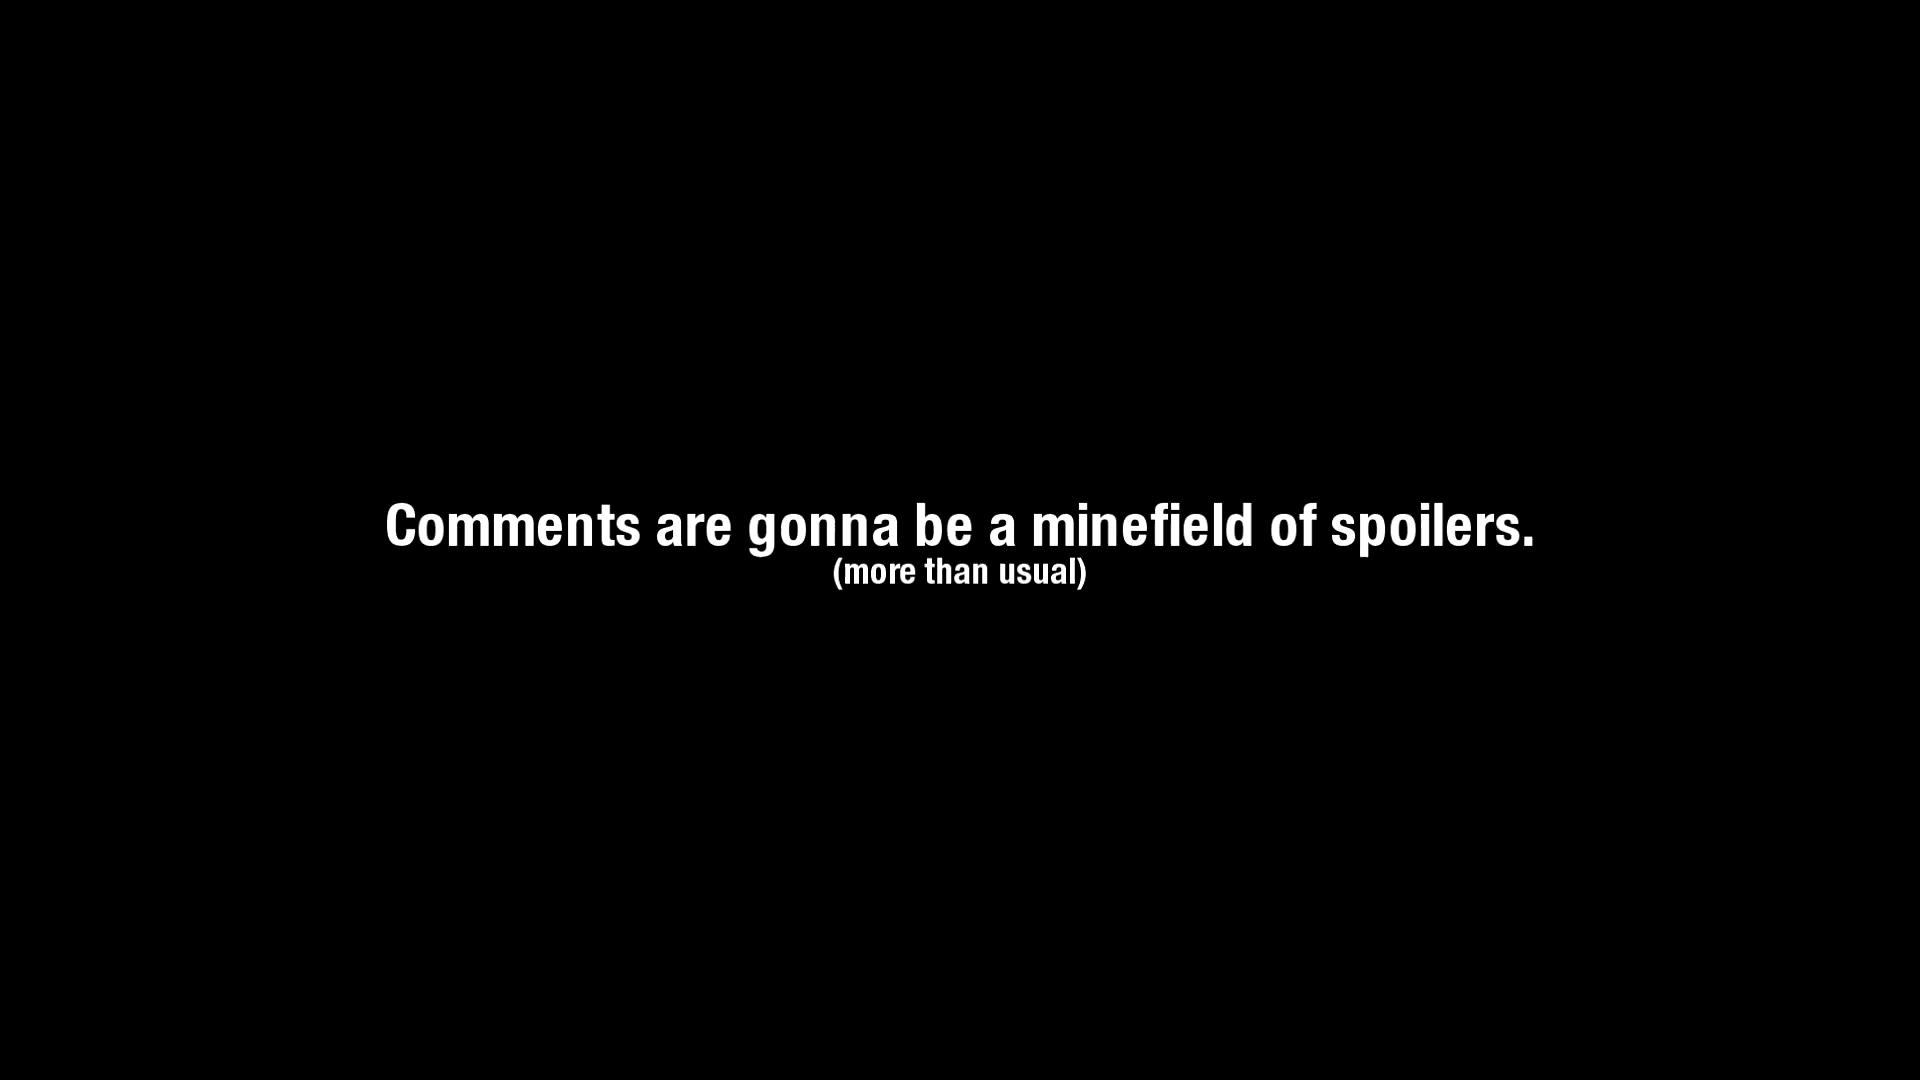 Comments are gonna be a minefield of spoilers.
(more than usual)